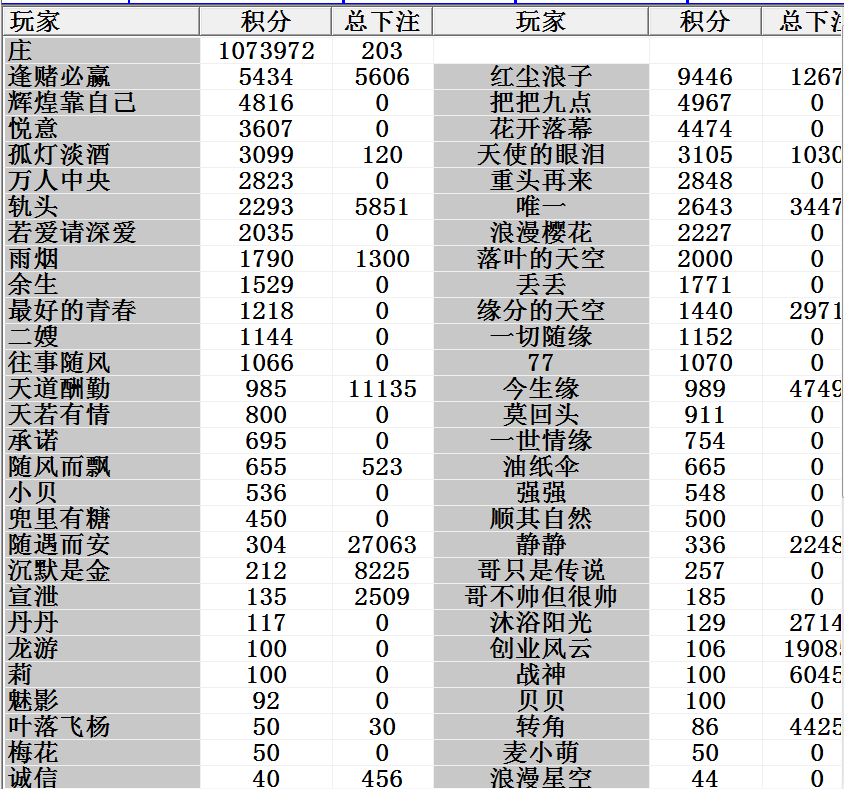 玩家 积分 总下注 玩家 积分 总下注
庄 1073972 203
逢赌必赢 5434 5606 红尘浪子 9446 1267
辉煌靠自己 4816 0 把把九点 4967 0
悦意 3607 0 花开落幕 4474 0
孤灯淡酒 3099 120 天使的眼泪 3105 1030
万人中央 2823 0 重头再来 2848 0
轨头 2293 5851 唯一 2643 3447
若爱请深爱 2035 0 浪漫樱花 2227 0
雨烟 1790 1300 落叶的天空 2000 0
余生 1529 0 丢丢 1771 0
最好的青春 1218 0 缘分的天空 1440 2971
二嫂 1144 0 一切随缘 1152 0
往事随风 1066 0 77 1070 0
天道酬勤 985 11135 今生缘 989 4749
天若有情 800 0 莫回头 911 0
承诺 695 0 一世情缘 754 0
随风而飘 655 523 油纸伞 665 0
小贝 536 0 强强 548 0
兜里有糖 450 0 顺其自然 500 0
随遇而安 304 27063 静静 336 2248
沉默是金 212 8225 哥只是传说 257 0
宣泄 135 2509 哥不帅但很帅 185 0
丹丹 117 0 沐浴阳光 129 2714
龙游 100 0 创业风云 106 19085
莉 100 0 战神 100 6045
魅影 92 0 贝贝 100 0
叶落飞杨 50 30 转角 86 4425
梅花 50 0 麦小萌 50 0
诚信 40 456 浪漫星空 44 0